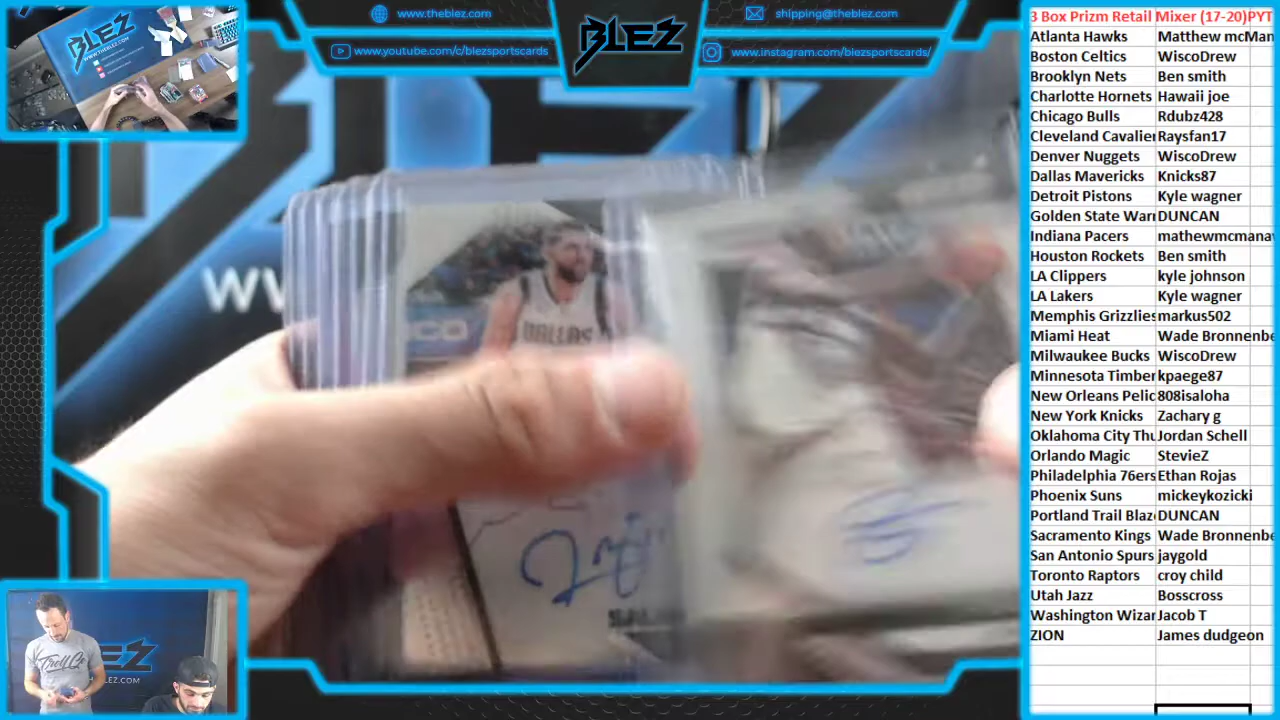 www.theblez.com
shipping@theblez.com
www.youtube.com/c/blezsportscards
www.instagram.com/blezsportscards/
BLEZ
DALLAS
3 Box Prizm Retail Mixer (17-20)PYT
Atlanta Hawks Matthew mcMan
Boston Celtics WiscoDrew
Brooklyn Nets Ben smith
Charlotte Hornets Hawaii joe
Chicago Bulls Rdubz428
Cleveland Cavalier Raysfan17
Denver Nuggets WiscoDrew
Dallas Mavericks Knicks87
Detroit Pistons Kyle wagner
Golden State Warr DUNCAN
Indiana Pacers mathewmcmanav
Houston Rockets Ben smith
LA Clippers kyle johnson
LA Lakers Kyle wagner
Memphis Grizzlies markus502
Miami Heat Wade Bronnenbe
Milwaukee Bucks WiscoDrew
Minnesota Timber kpaege87
New Orleans Pelic 808isaloha
New York Knicks Zachary g
Oklahoma City Thu Jordan Schell
Orlando Magic StevieZ
Philadelphia 76ers Ethan Rojas
Phoenix Suns mickeykozicki
Portland Trail Blaz DUNCAN
Sacramento Kings Wade Bronnenbe
San Antonio Spurs jaygold
Toronto Raptors croy child
Utah Jazz Bosscross
Washington Wizar Jacob T
ZION James dudgeon